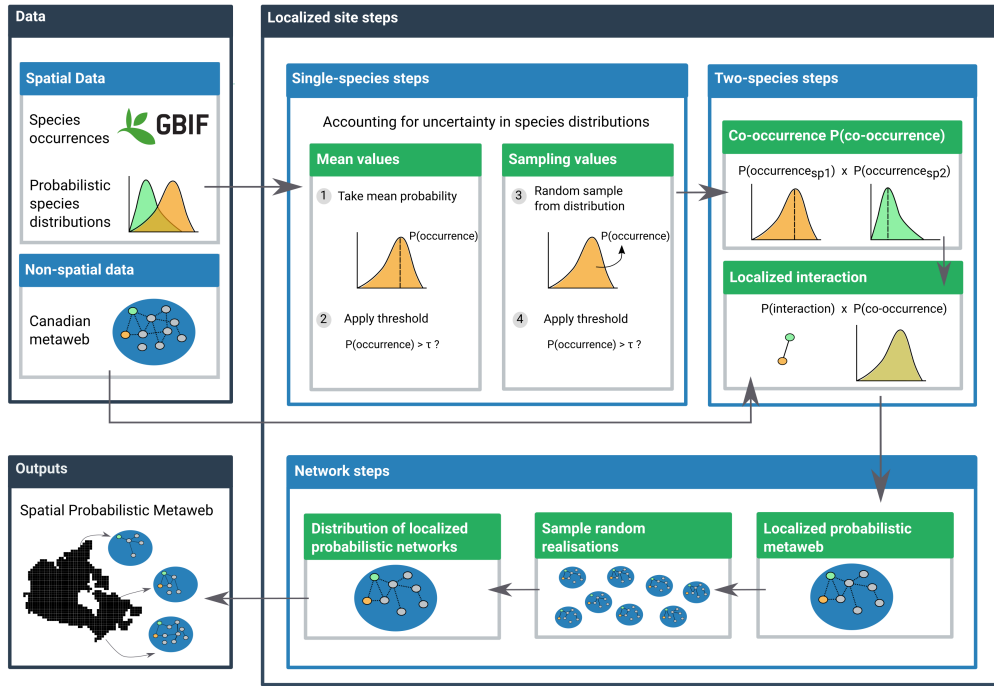 Data
Spatial Data
Species
occurrences
GBIF
Probabilistic
species
distributions
Non-spatial data
Canadian
metaweb
Localized site steps
Single-species steps
Accounting for uncertainty in species distributions
Mean values
1 Take mean probability
P(occurrence)
2 Apply threshold
P(occurrence) > τ ?
Sampling values
3 Random sample
from distribution
P(occurrence)
4 Apply threshold
P(occurrence) > τ ?
Two-species steps
Co-occurrence P(co-occurrence)
P(occurrencesp1) x P(occurrencesp2)
Localized interaction
P(interaction) x P(co-occurrence)
Network steps
Localized probabilistic
metaweb
Sample random
realisations
Distribution of localized
probabilistic networks
Outputs
Spatial Probabilistic Metaweb